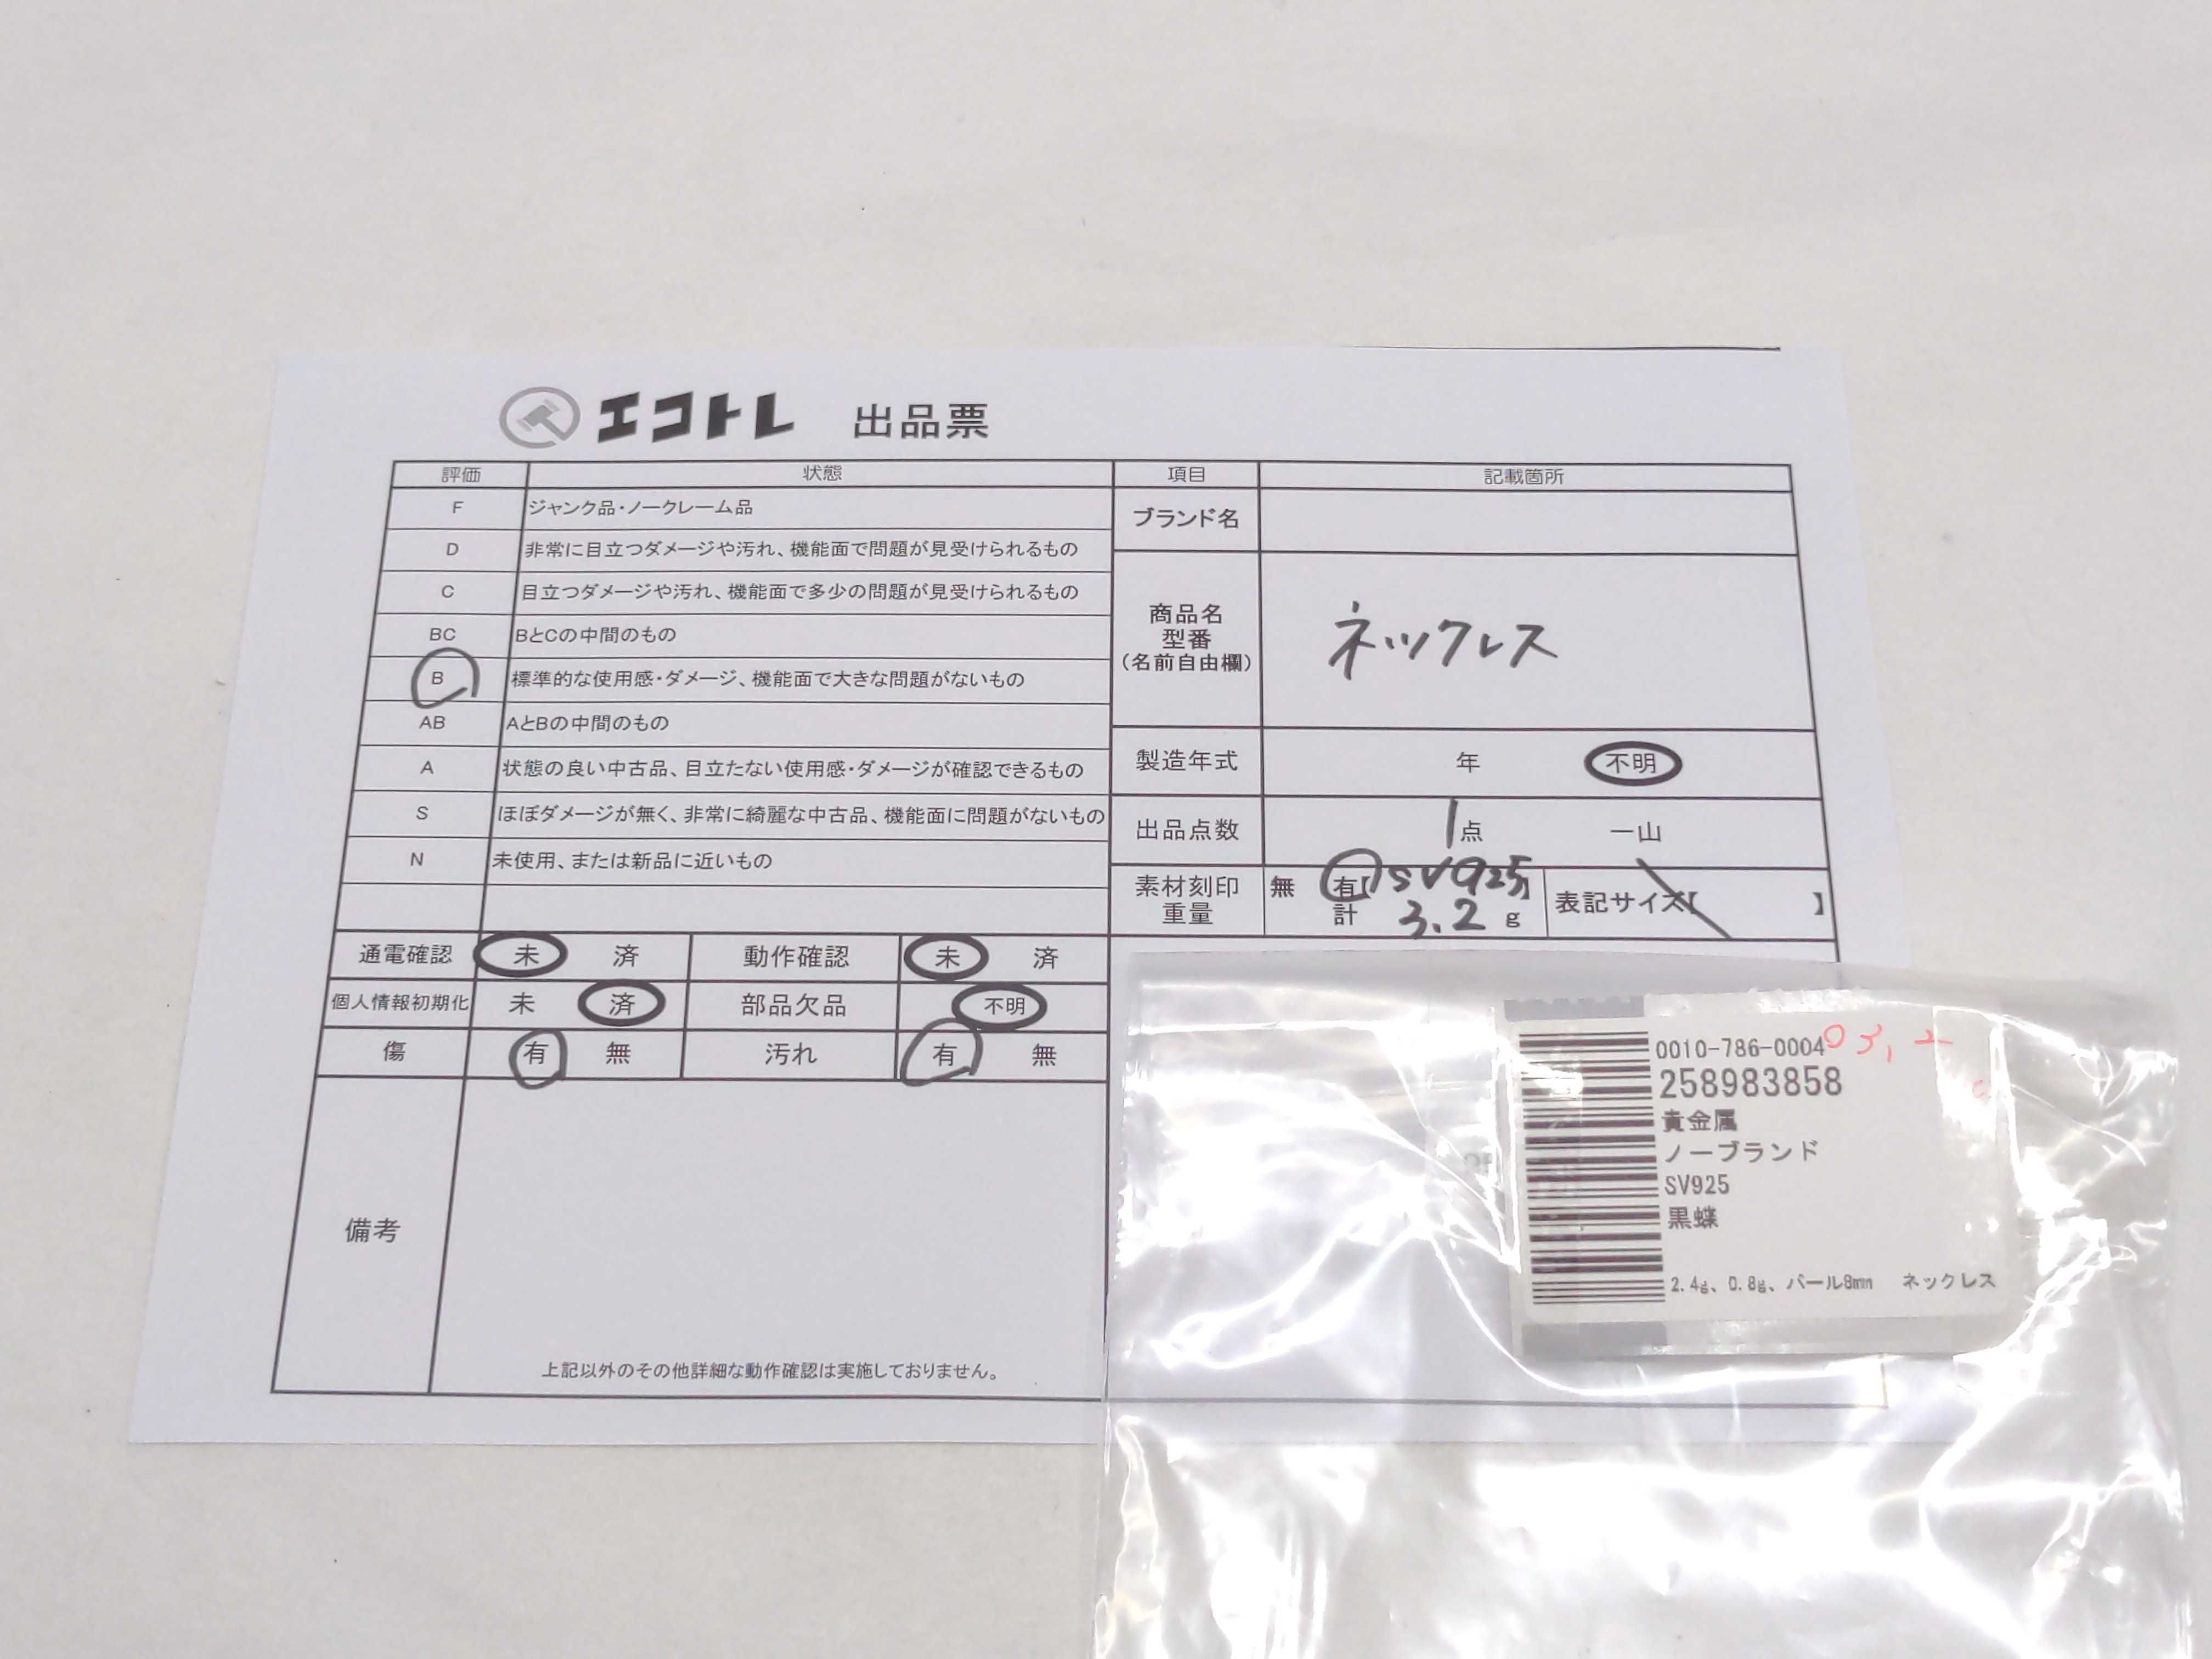 エコトレ 出品票
評価 状態
F ジャンク品・ノークレーム品
D 非常に目立つダメージや汚れ、機能面で問題が見受けられるもの
C 目立つダメージや汚れ、機能面で多少の問題が見受けられるもの
BC BとCの中間のもの
B 標準的な使用感・ダメージ、機能面で大きな問題がないもの
AB AとBの中間のもの
A 状態の良い中古品、目立たない使用感・ダメージが確認できるもの
S ほぼダメージが無く、非常に綺麗な中古品、機能面に問題がないもの
N 未使用、または新品に近いもの
項目 記載箇所
ブランド名
商品名
型番
(名前自由欄)
ネックレス
製造年式 年 不明
出品点数 1点 一山
素材刻印
重量
無 有【SV925】
計 3.2 g
表記サイズ【 】
通電確認 未 済 動作確認 未 済
個人情報初期化 未 済 部品欠品 不明
傷 有 無 汚れ 有 無
備考
上記以外のその他詳細な動作確認は実施しておりません。
0010-786-0004
258983858
貴金属
ノーブランド
SV925
黒蝶
2.4g、0.8g、パール8mm ネックレス